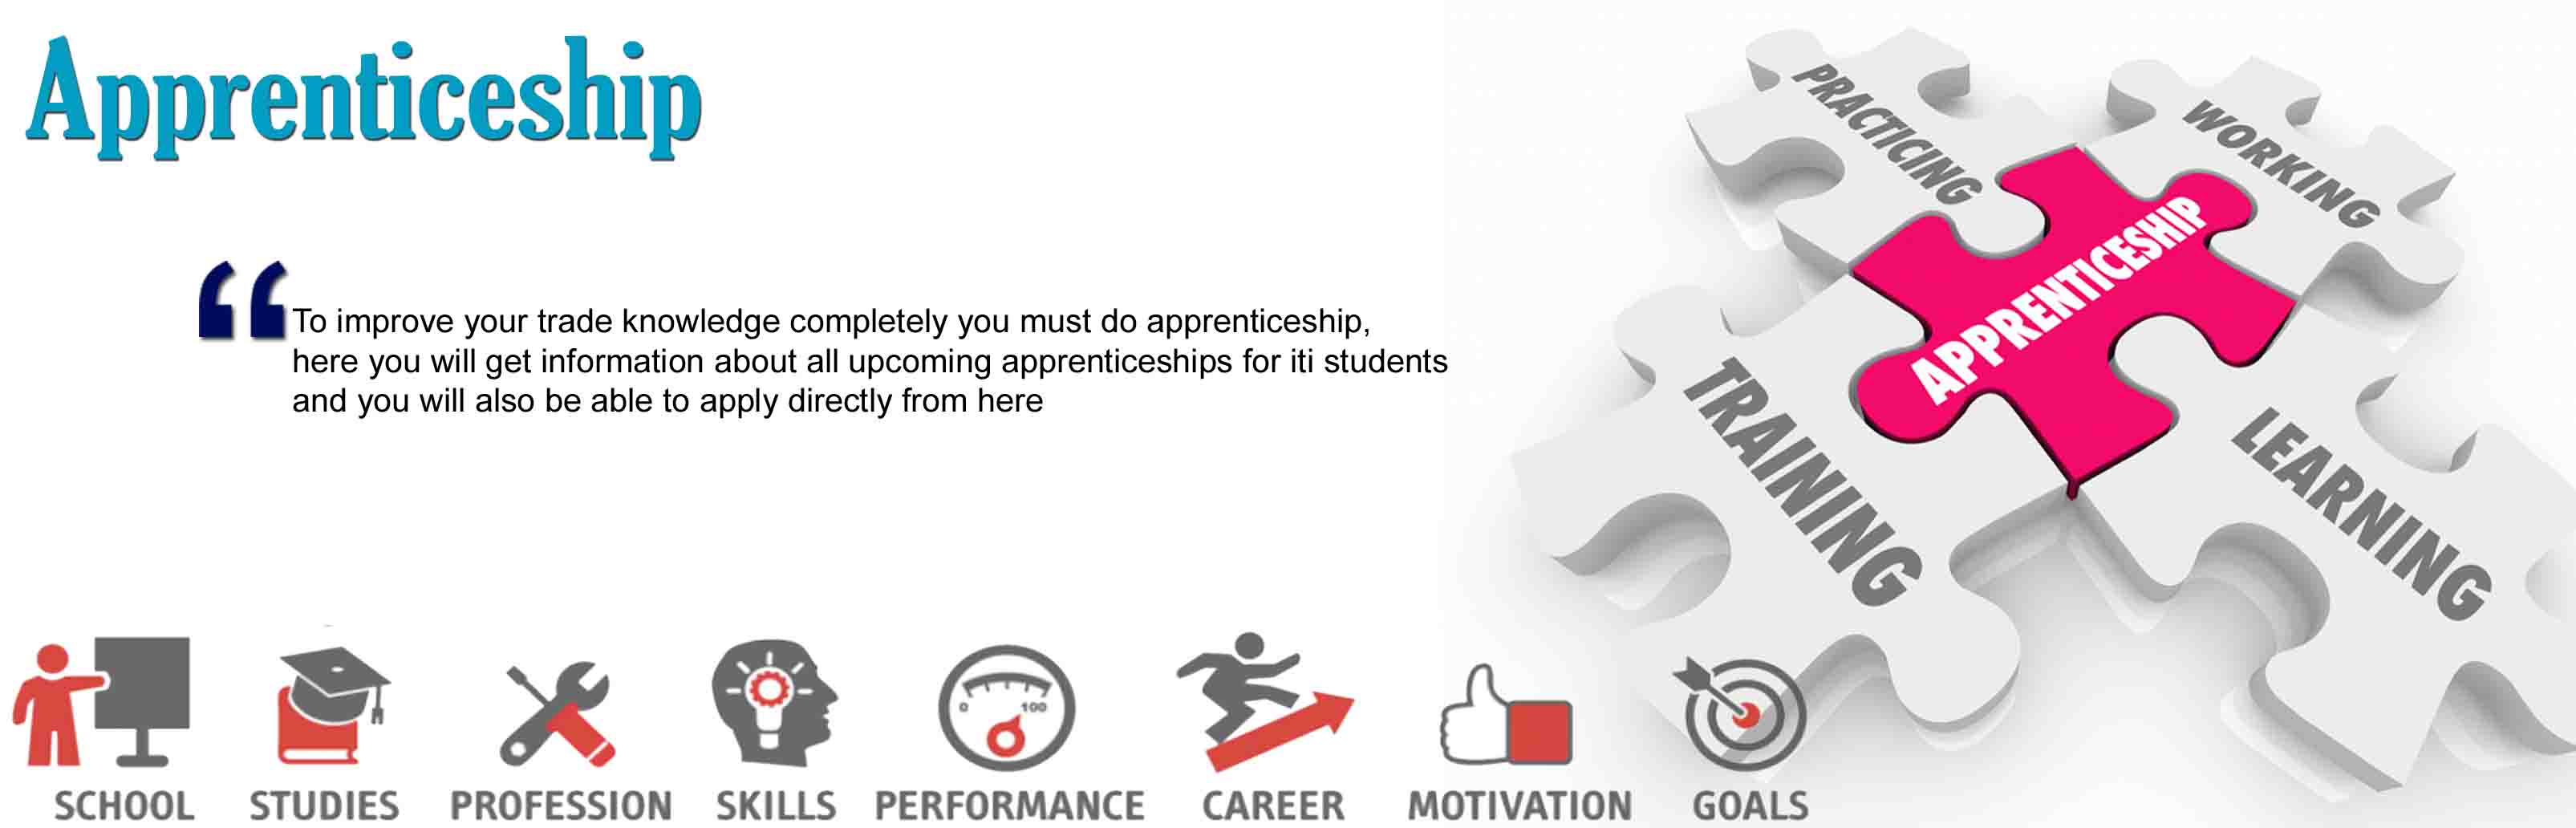 Apprenticeship
To improve your trade knowledge completely you must do apprenticeship,
here you will get information about all upcoming apprenticeships for iti students
and you will also be able to apply directly from here
PRACTICING
WORKING
APPRENTICESHIP
TRAINING
LEARNING
0 100
SCHOOL STUDIES PROFESSION SKILLS PERFORMANCE CAREER MOTIVATION GOALS